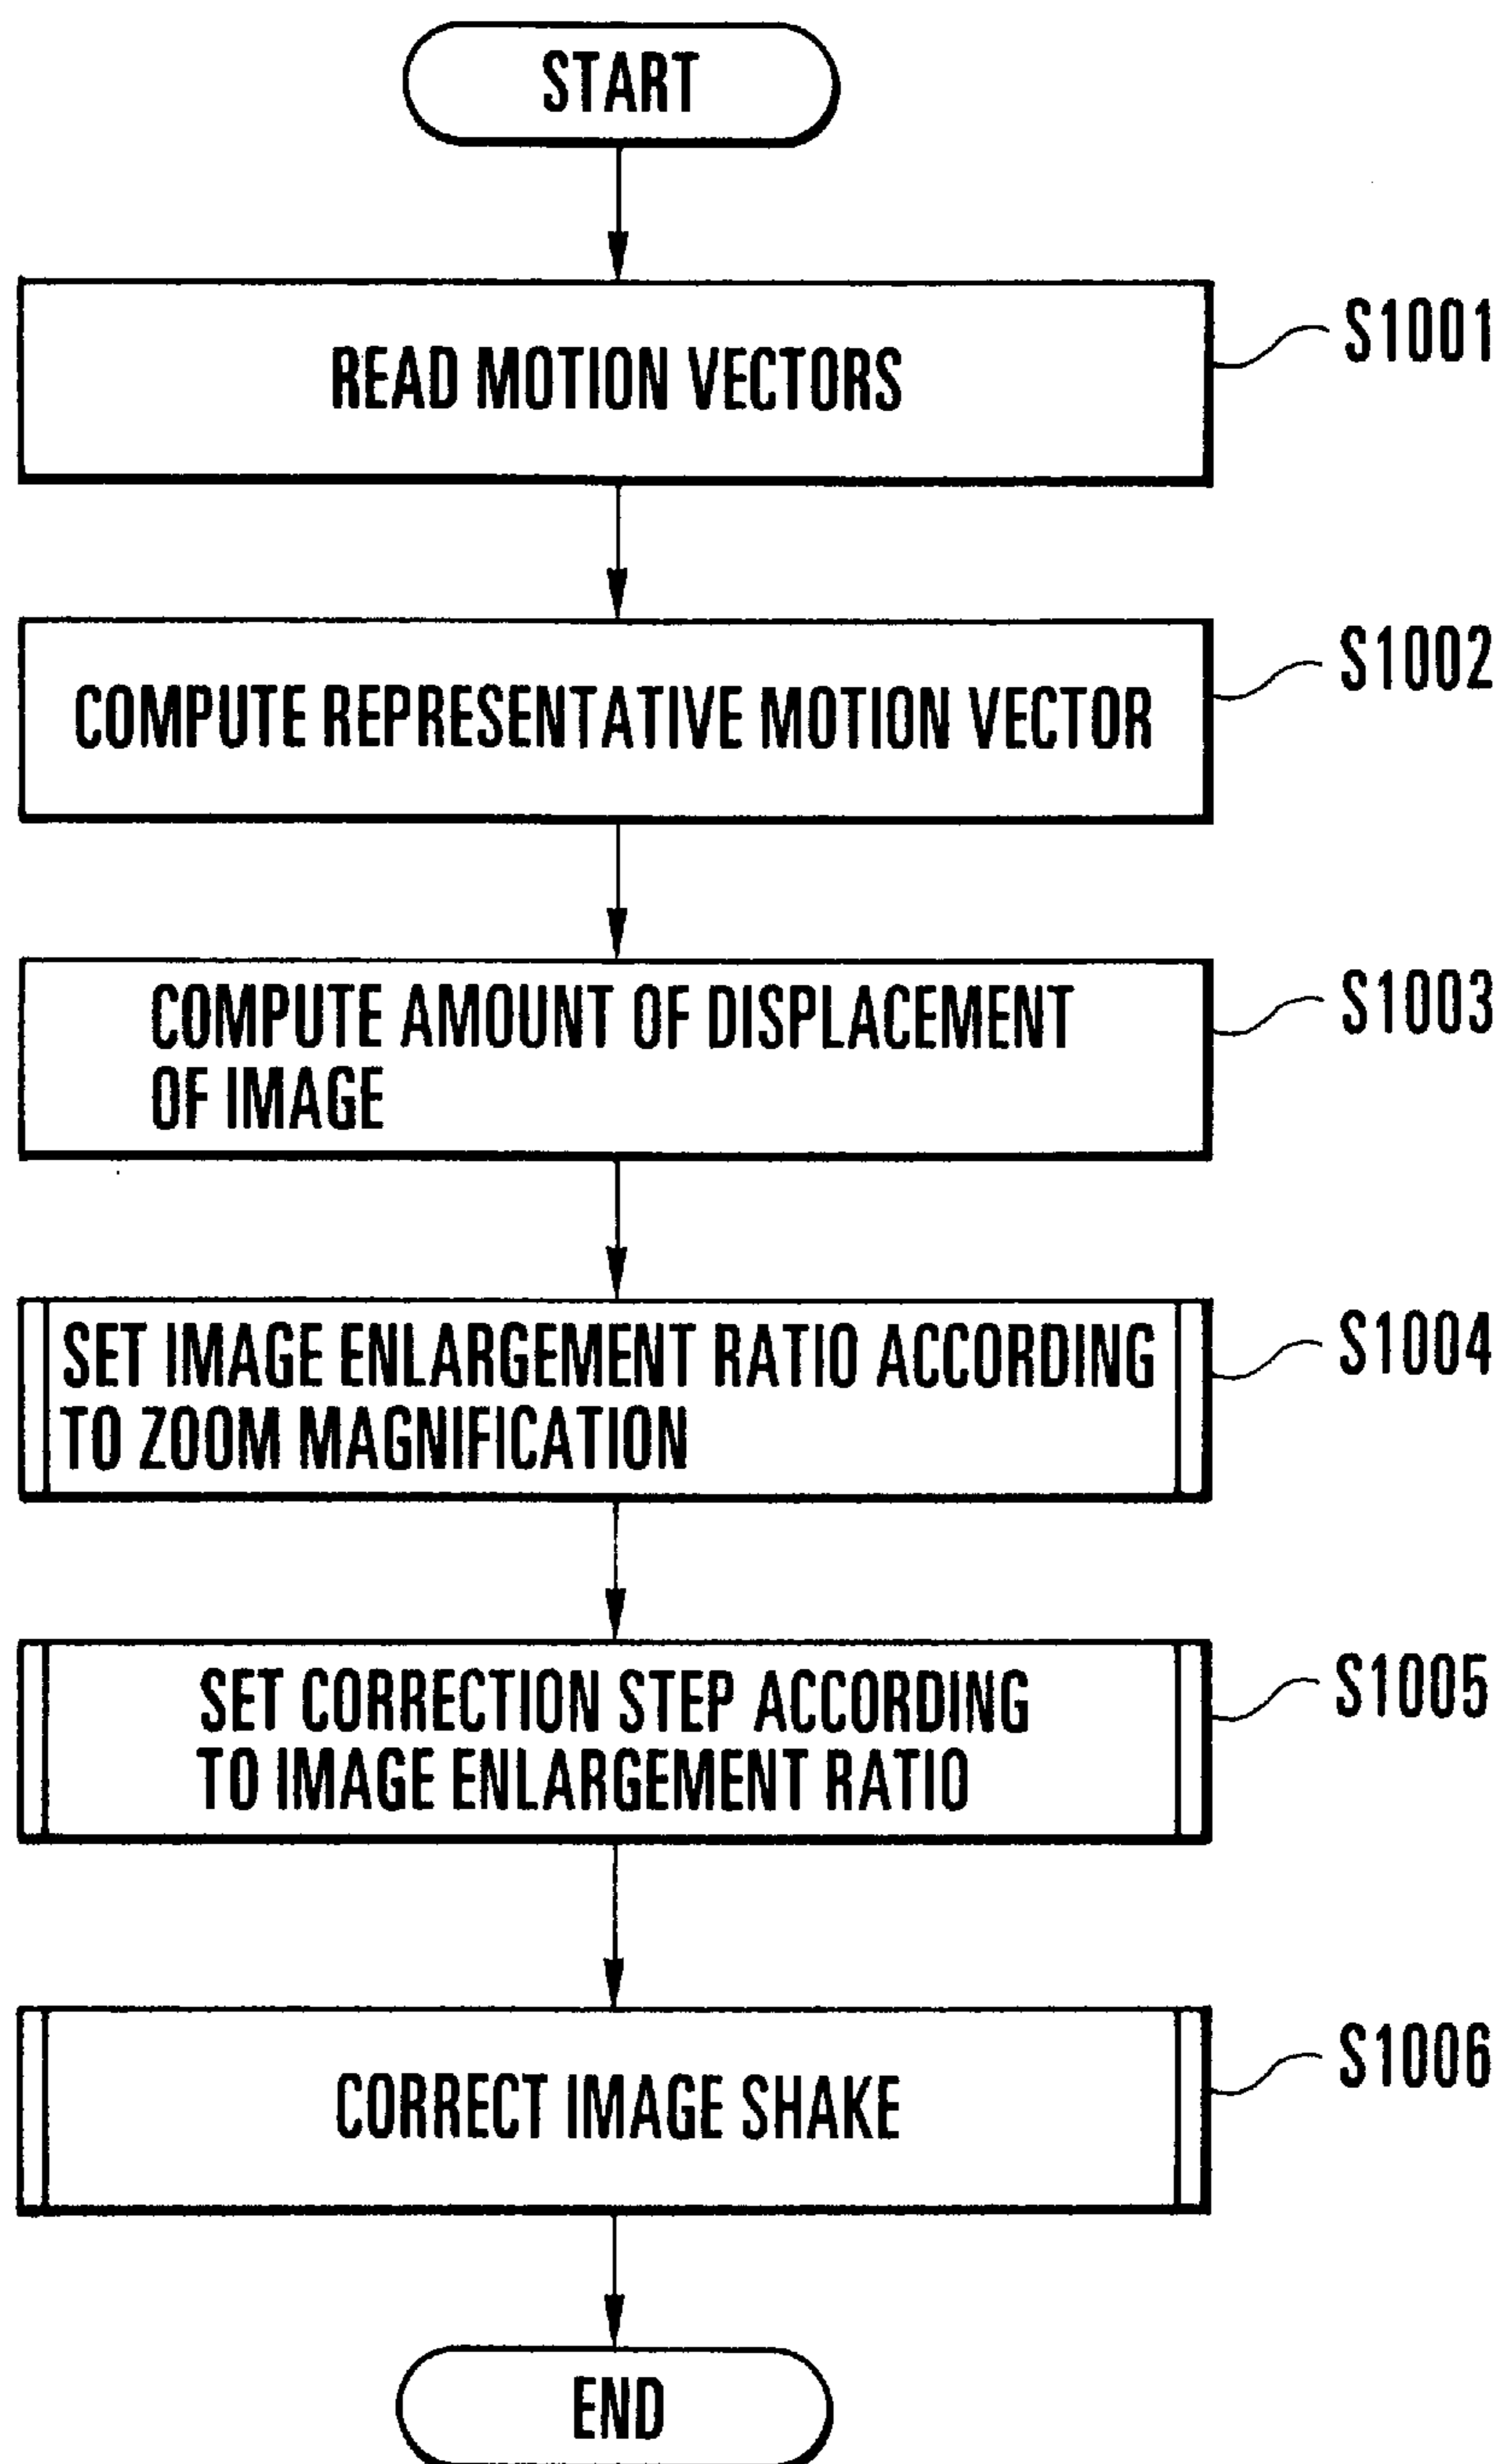 START
READ MOTION VECTORS
S1001
COMPUTE REPRESENTATIVE MOTION VECTOR
S1002
COMPUTE AMOUNT OF DISPLACEMENT
OF IMAGE
S1003
SET IMAGE ENLARGEMENT RATIO ACCORDING
TO ZOOM MAGNIFICATION
S1004
SET CORRECTION STEP ACCORDING
TO IMAGE ENLARGEMENT RATIO
S1005
CORRECT IMAGE SHAKE
S1006
END